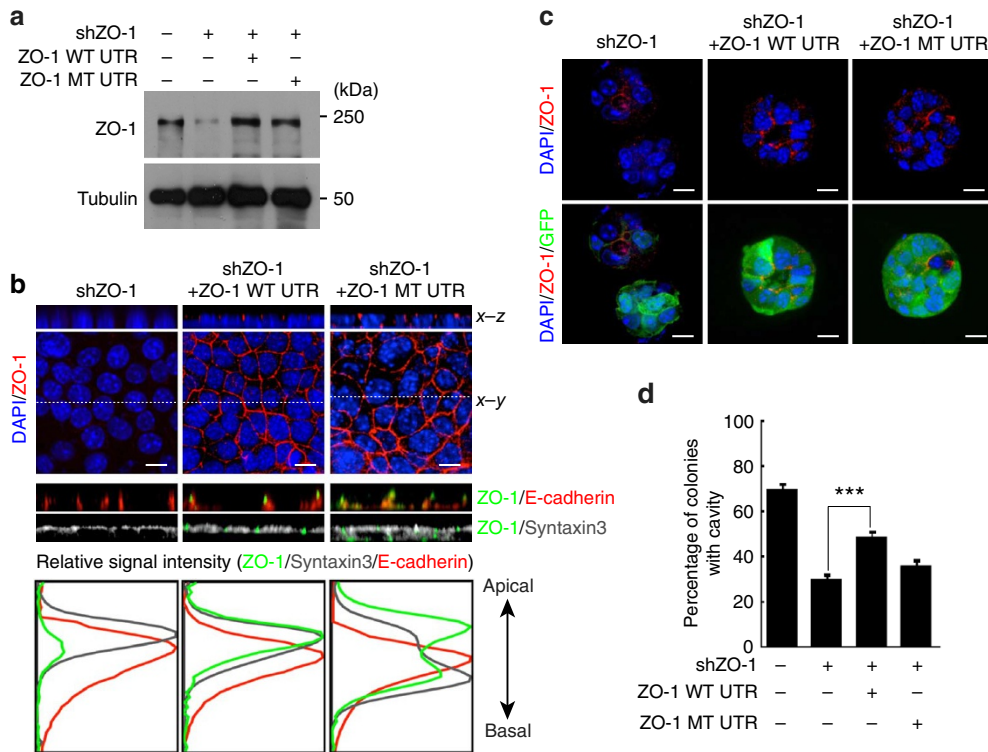 a
shZO-1 – + + +
ZO-1 WT UTR – – + –
ZO-1 MT UTR – – – +
(kDa)
ZO-1
250
Tubulin
50
b
shZO-1
shZO-1
+ZO-1 WT UTR
shZO-1
+ZO-1 MT UTR
DAPI/ZO-1
x–z
x–y
ZO-1/E-cadherin
ZO-1/Syntaxin3
Relative signal intensity (ZO-1/Syntaxin3/E-cadherin)
Apical
Basal
c
shZO-1
shZO-1
+ZO-1 WT UTR
shZO-1
+ZO-1 MT UTR
DAPI/ZO-1
DAPI/ZO-1/GFP
d
Percentage of colonies
with cavity
100
80
60
40
20
0
***
shZO-1 – + + +
ZO-1 WT UTR – – + –
ZO-1 MT UTR – – – +